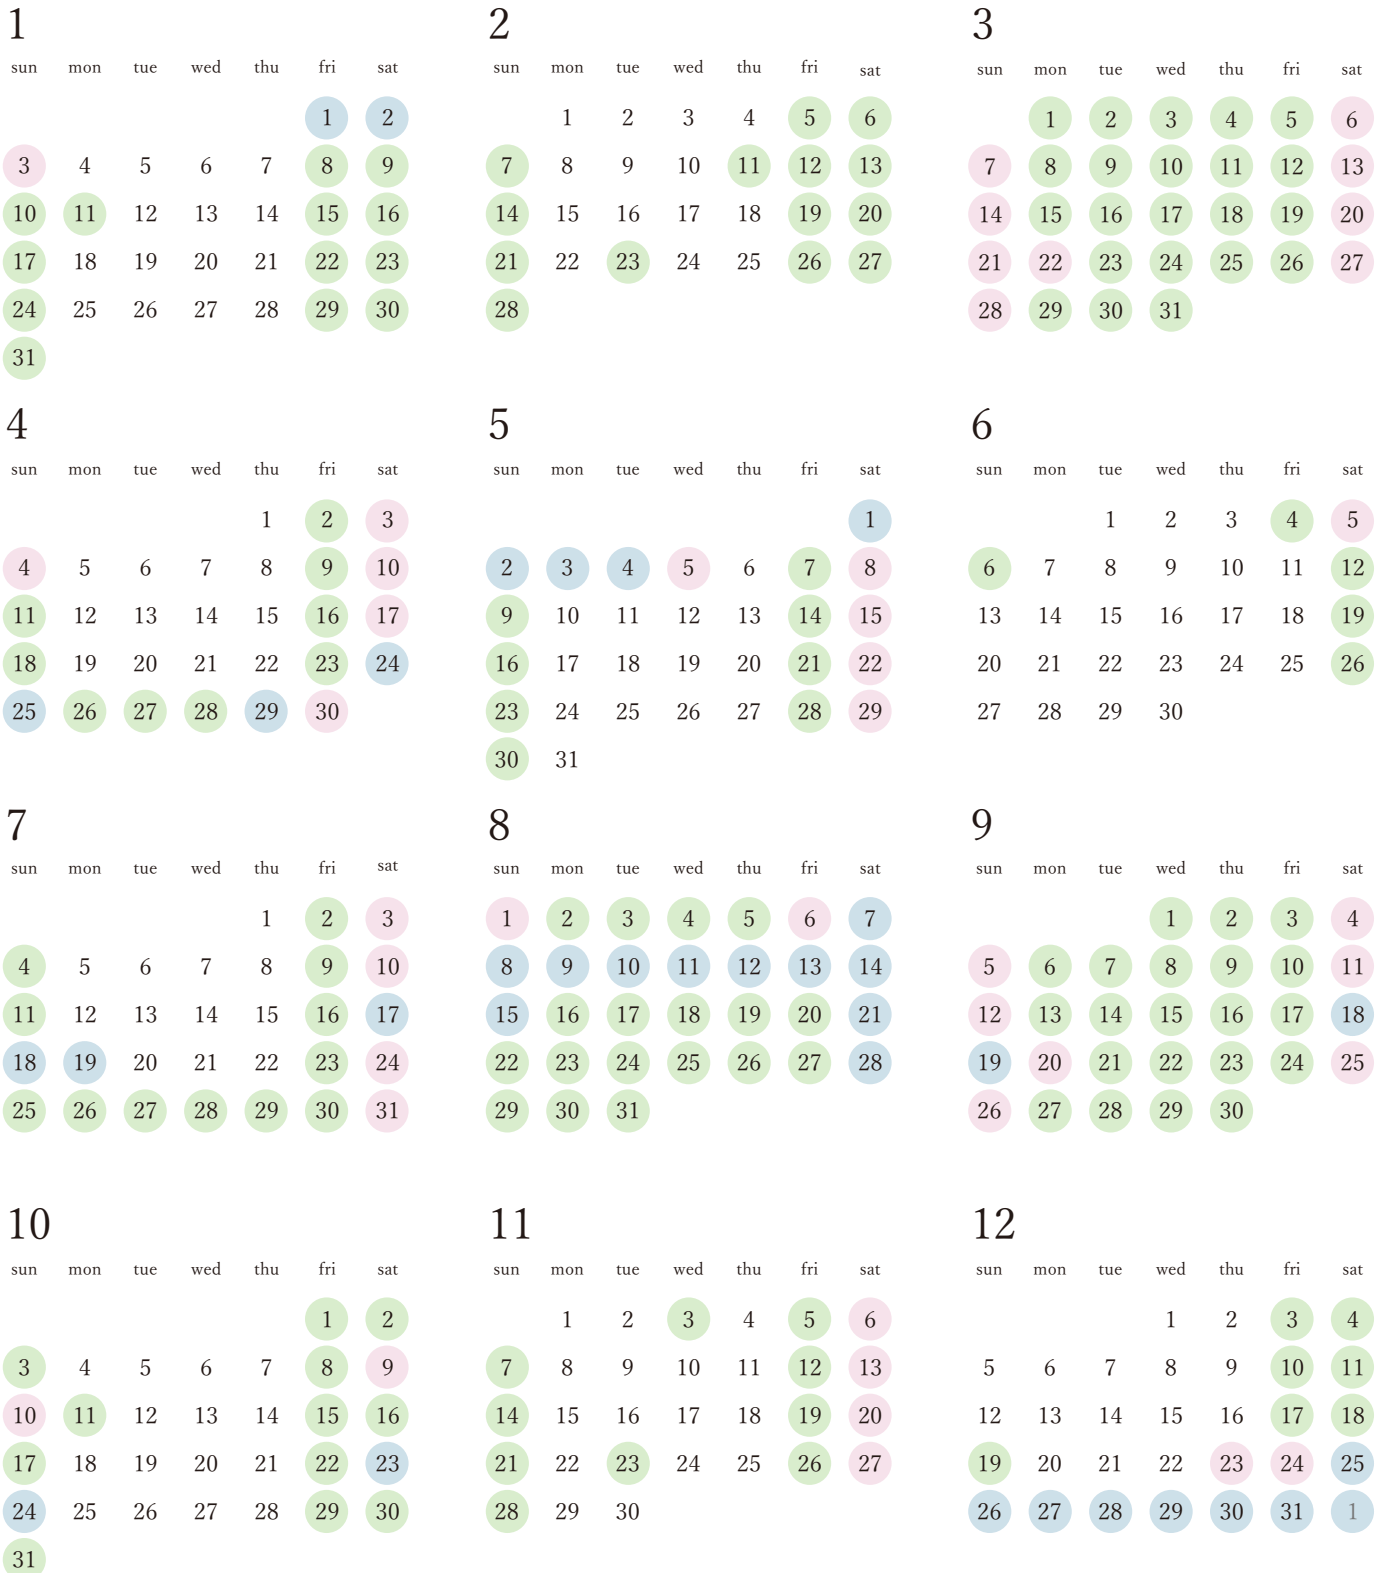 1
sun mon tue wed thu fri sat
1 2
3 4 5 6 7 8 9
10 11 12 13 14 15 16
17 18 19 20 21 22 23
24 25 26 27 28 29 30
31
2
sun mon tue wed thu fri sat
1 2 3 4 5 6
7 8 9 10 11 12 13
14 15 16 17 18 19 20
21 22 23 24 25 26 27
28
3
sun mon tue wed thu fri sat
1 2 3 4 5 6
7 8 9 10 11 12 13
14 15 16 17 18 19 20
21 22 23 24 25 26 27
28 29 30 31
4
sun mon tue wed thu fri sat
1 2 3
4 5 6 7 8 9 10
11 12 13 14 15 16 17
18 19 20 21 22 23 24
25 26 27 28 29 30
5
sun mon tue wed thu fri sat
1
2 3 4 5 6 7 8
9 10 11 12 13 14 15
16 17 18 19 20 21 22
23 24 25 26 27 28 29
30 31
6
sun mon tue wed thu fri sat
1 2 3 4 5
6 7 8 9 10 11 12
13 14 15 16 17 18 19
20 21 22 23 24 25 26
27 28 29 30
7
sun mon tue wed thu fri sat
1 2 3
4 5 6 7 8 9 10
11 12 13 14 15 16 17
18 19 20 21 22 23 24
25 26 27 28 29 30 31
8
sun mon tue wed thu fri sat
1 2 3 4 5 6 7
8 9 10 11 12 13 14
15 16 17 18 19 20 21
22 23 24 25 26 27 28
29 30 31
9
sun mon tue wed thu fri sat
1 2 3 4
5 6 7 8 9 10 11
12 13 14 15 16 17 18
19 20 21 22 23 24 25
26 27 28 29 30
10
sun mon tue wed thu fri sat
1 2
3 4 5 6 7 8 9
10 11 12 13 14 15 16
17 18 19 20 21 22 23
24 25 26 27 28 29 30
31
11
sun mon tue wed thu fri sat
1 2 3 4 5 6
7 8 9 10 11 12 13
14 15 16 17 18 19 20
21 22 23 24 25 26 27
28 29 30
12
sun mon tue wed thu fri sat
1 2 3 4
5 6 7 8 9 10 11
12 13 14 15 16 17 18
19 20 21 22 23 24 25
26 27 28 29 30 31 1